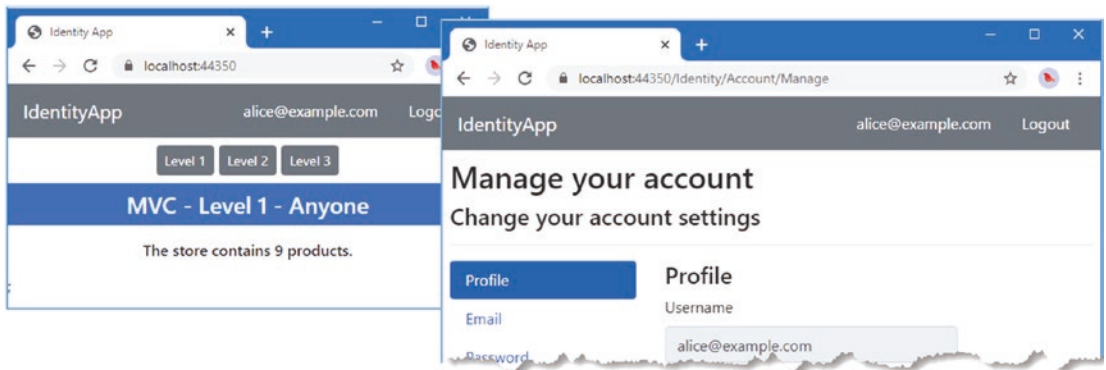 Identity App
localhost:44350
IdentityApp alice@example.com
Level 1 Level 2 Level 3
MVC - Level 1 - Anyone
The store contains 9 products.
;
Identity App
localhost:44350/Identity/Account/Manage
IdentityApp alice@example.com Logout
Manage your account
Change your account settings
Profile
Email
Password
Profile
Username
alice@example.com